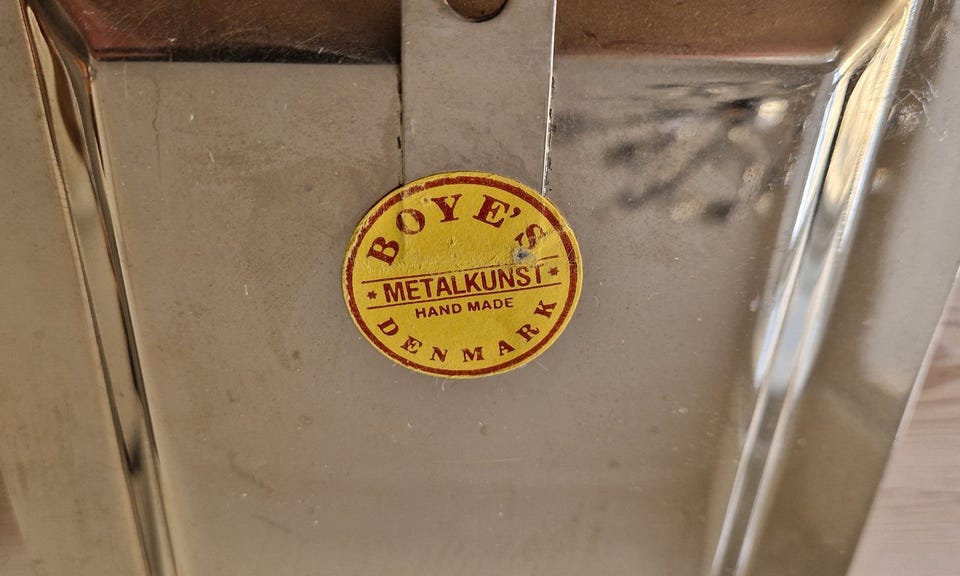 BOYE'S
* METALKUNST *
HAND MADE
DENMARK